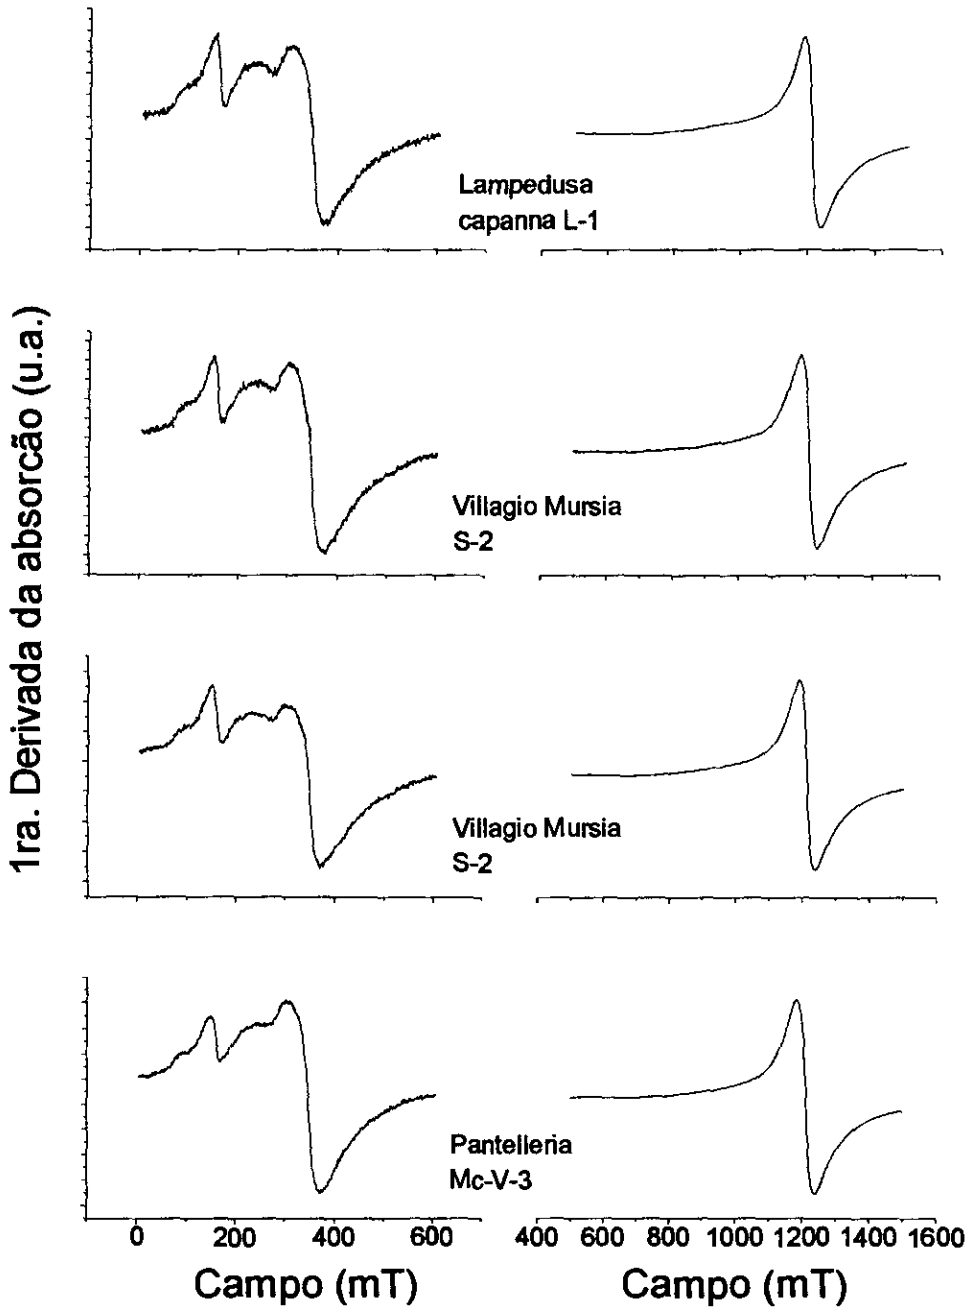 1ra. Derivada da absorcão (u.a.)
Lampedusa
capanna L-1
Villagio Mursia
S-2
Villagio Mursia
S-2
Pantelleria
Mc-V-3
0 200 400 600 400 600 800 1000 1200 1400 1600
Campo (mT) Campo (mT)